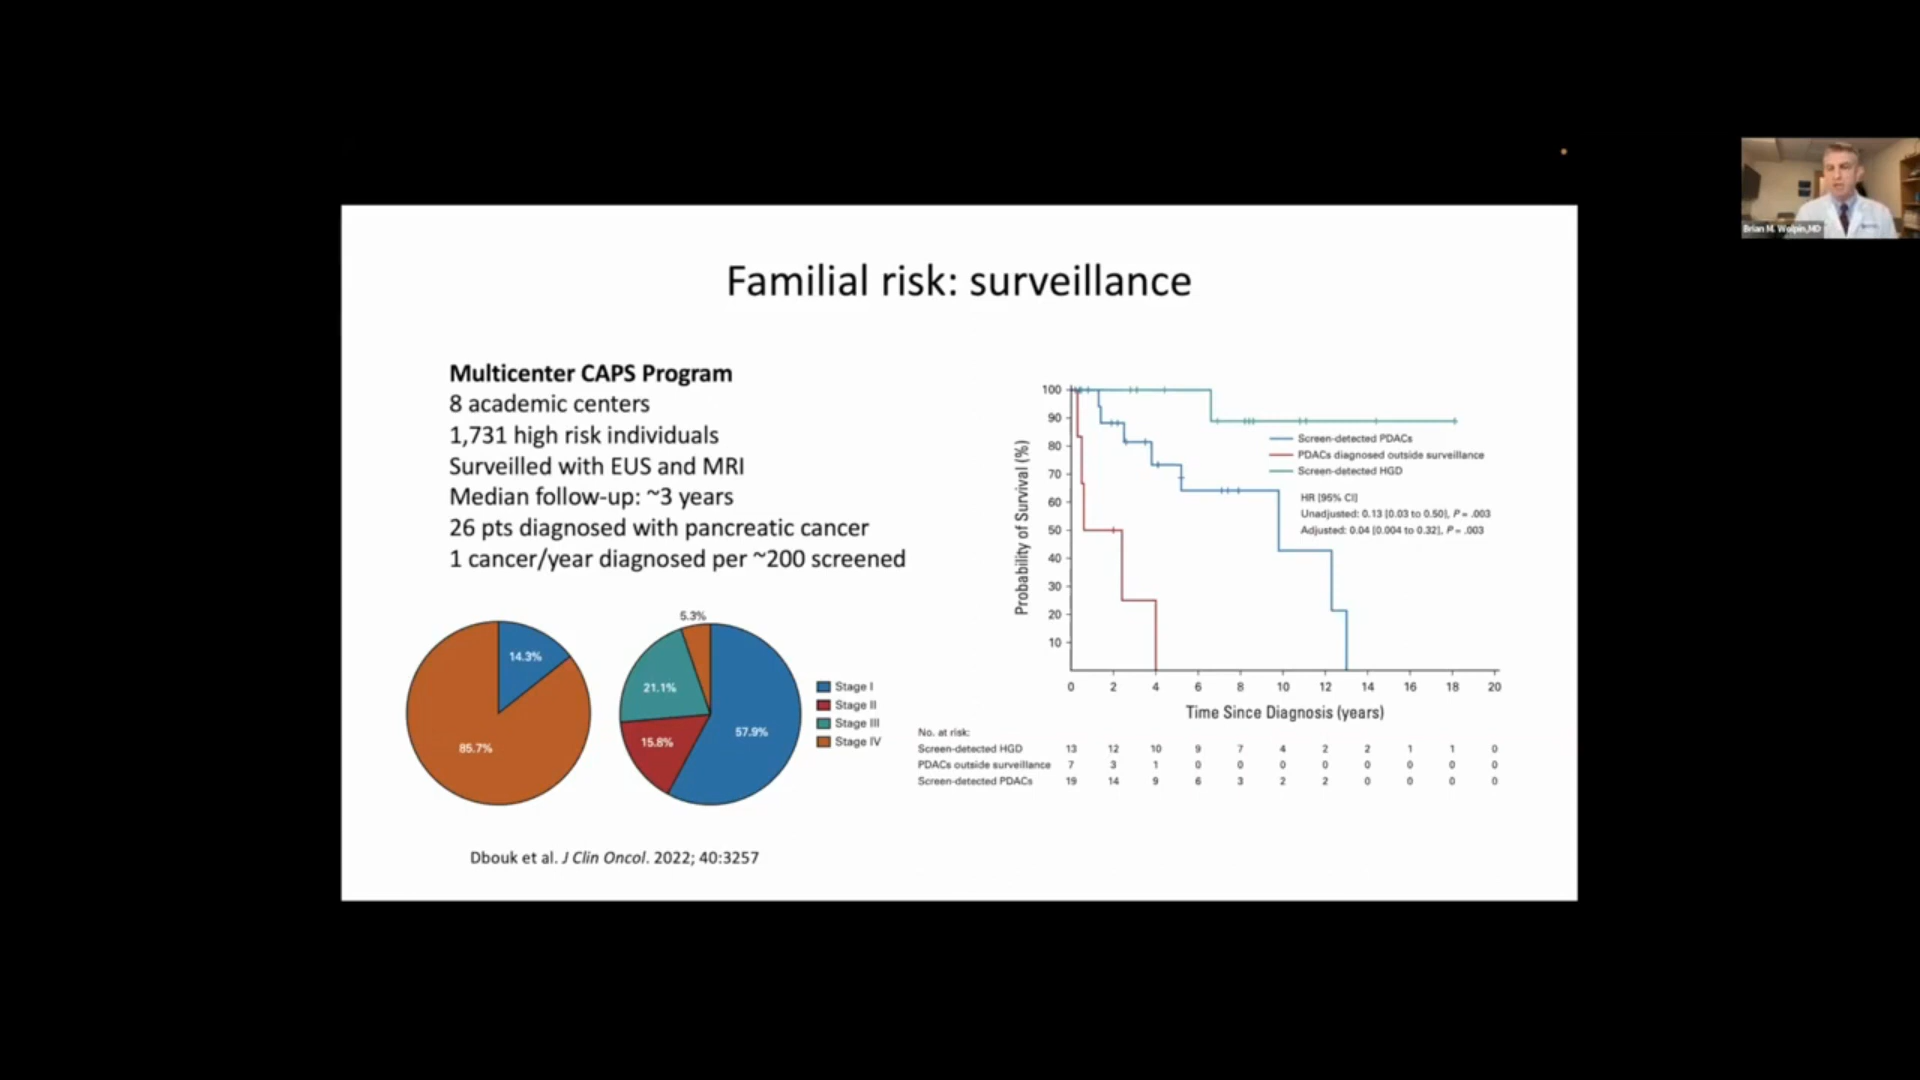 Brian M. Wolpin,MD
Familial risk: surveillance
Multicenter CAPS Program
8 academic centers
1,731 high risk individuals
Surveilled with EUS and MRI
Median follow-up: ~3 years
26 pts diagnosed with pancreatic cancer
1 cancer/year diagnosed per ~200 screened
14.3%
85.7%
5.3%
21.1%
15.8%
57.9%
Stage I
Stage II
Stage III
Stage IV
Probability of Survival (%)
100
90
80
70
60
50
40
30
20
10
Screen-detected PDACs
PDACs diagnosed outside surveillance
Screen-detected HGD
HR [95% CI]
Unadjusted: 0.13 [0.03 to 0.50], P = .003
Adjusted: 0.04 [0.004 to 0.32], P = .003
0 2 4 6 8 10 12 14 16 18 20
Time Since Diagnosis (years)
No. at risk:
Screen-detected HGD 13 12 10 9 7 4 2 2 1 1 0
PDACs outside surveillance 7 3 1 0 0 0 0 0 0 0 0
Screen-detected PDACs 19 14 9 6 3 2 2 0 0 0 0
Dbouk et al. J Clin Oncol. 2022; 40:3257